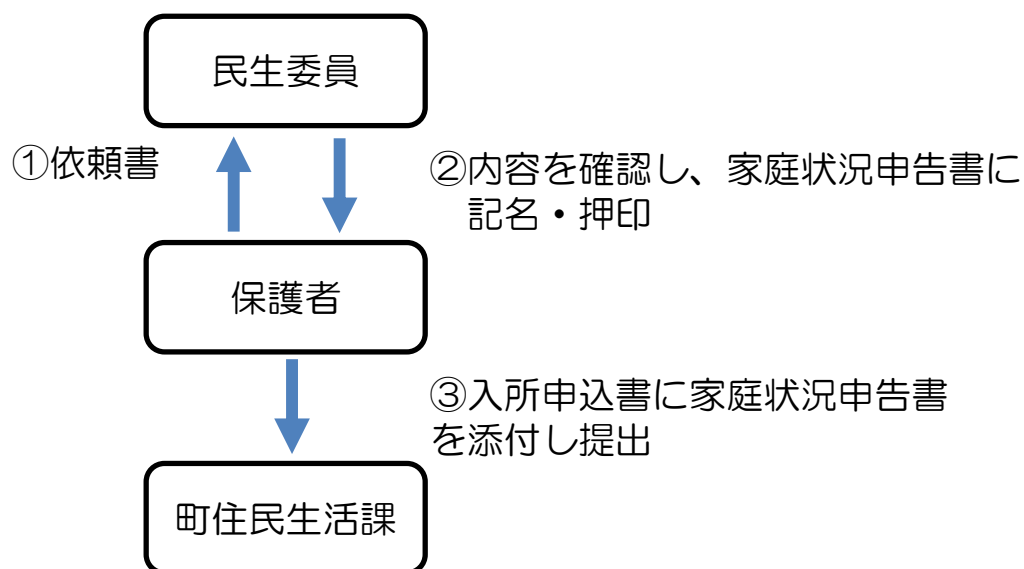 民生委員
①依頼書
②内容を確認し、家庭状況申告書に
記名・押印
保護者
③入所申込書に家庭状況申告書
を添付し提出
町住民生活課